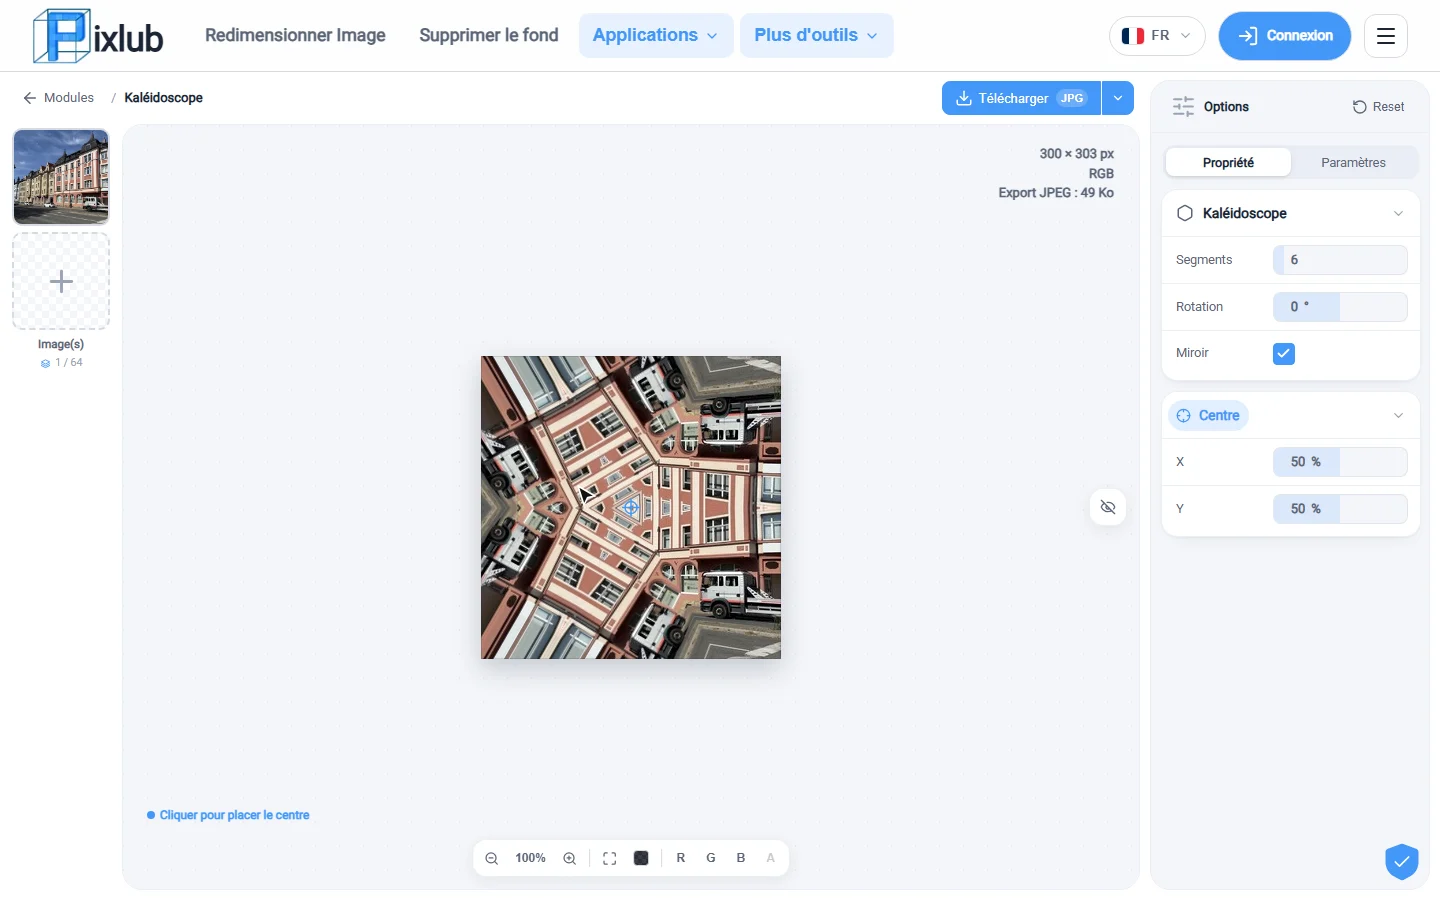 Pixlub
Redimensionner Image
Supprimer le fond
Applications
Plus d'outils
FR
Connexion
Modules / Kaléidoscope
Télécharger JPG
300 × 303 px
RGB
Export JPEG : 49 Ko
Image(s)
1 / 64
Cliquer pour placer le centre
100%
R G B A
Options
Reset
Propriété
Paramètres
Kaléidoscope
Segments 6
Rotation 0 °
Miroir
Centre
X 50 %
Y 50 %